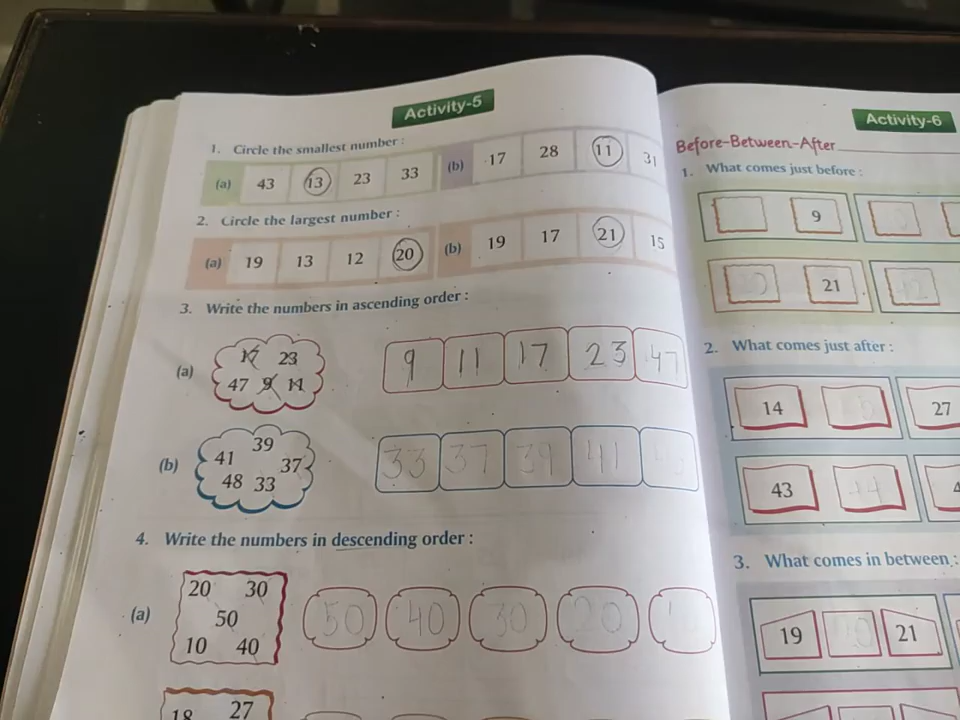 Activity-5
1. Circle the smallest number :
(a) 43 13 23 33 (b) 17 28 11 31
2. Circle the largest number :
(a) 19 13 12 20 (b) 19 17 21 15
3. Write the numbers in ascending order :
(a) 17 23 47 9 11
9 11 17 23 47
(b) 39 41 37 48 33
33 37 39 41
4. Write the numbers in descending order :
(a) 20 30 50 10 40
50 40 30 20
18 27
Activity-6
Before-Between-After
1. What comes just before :
9
21
2. What comes just after :
14 27
43 44
3. What comes in between :
19 21